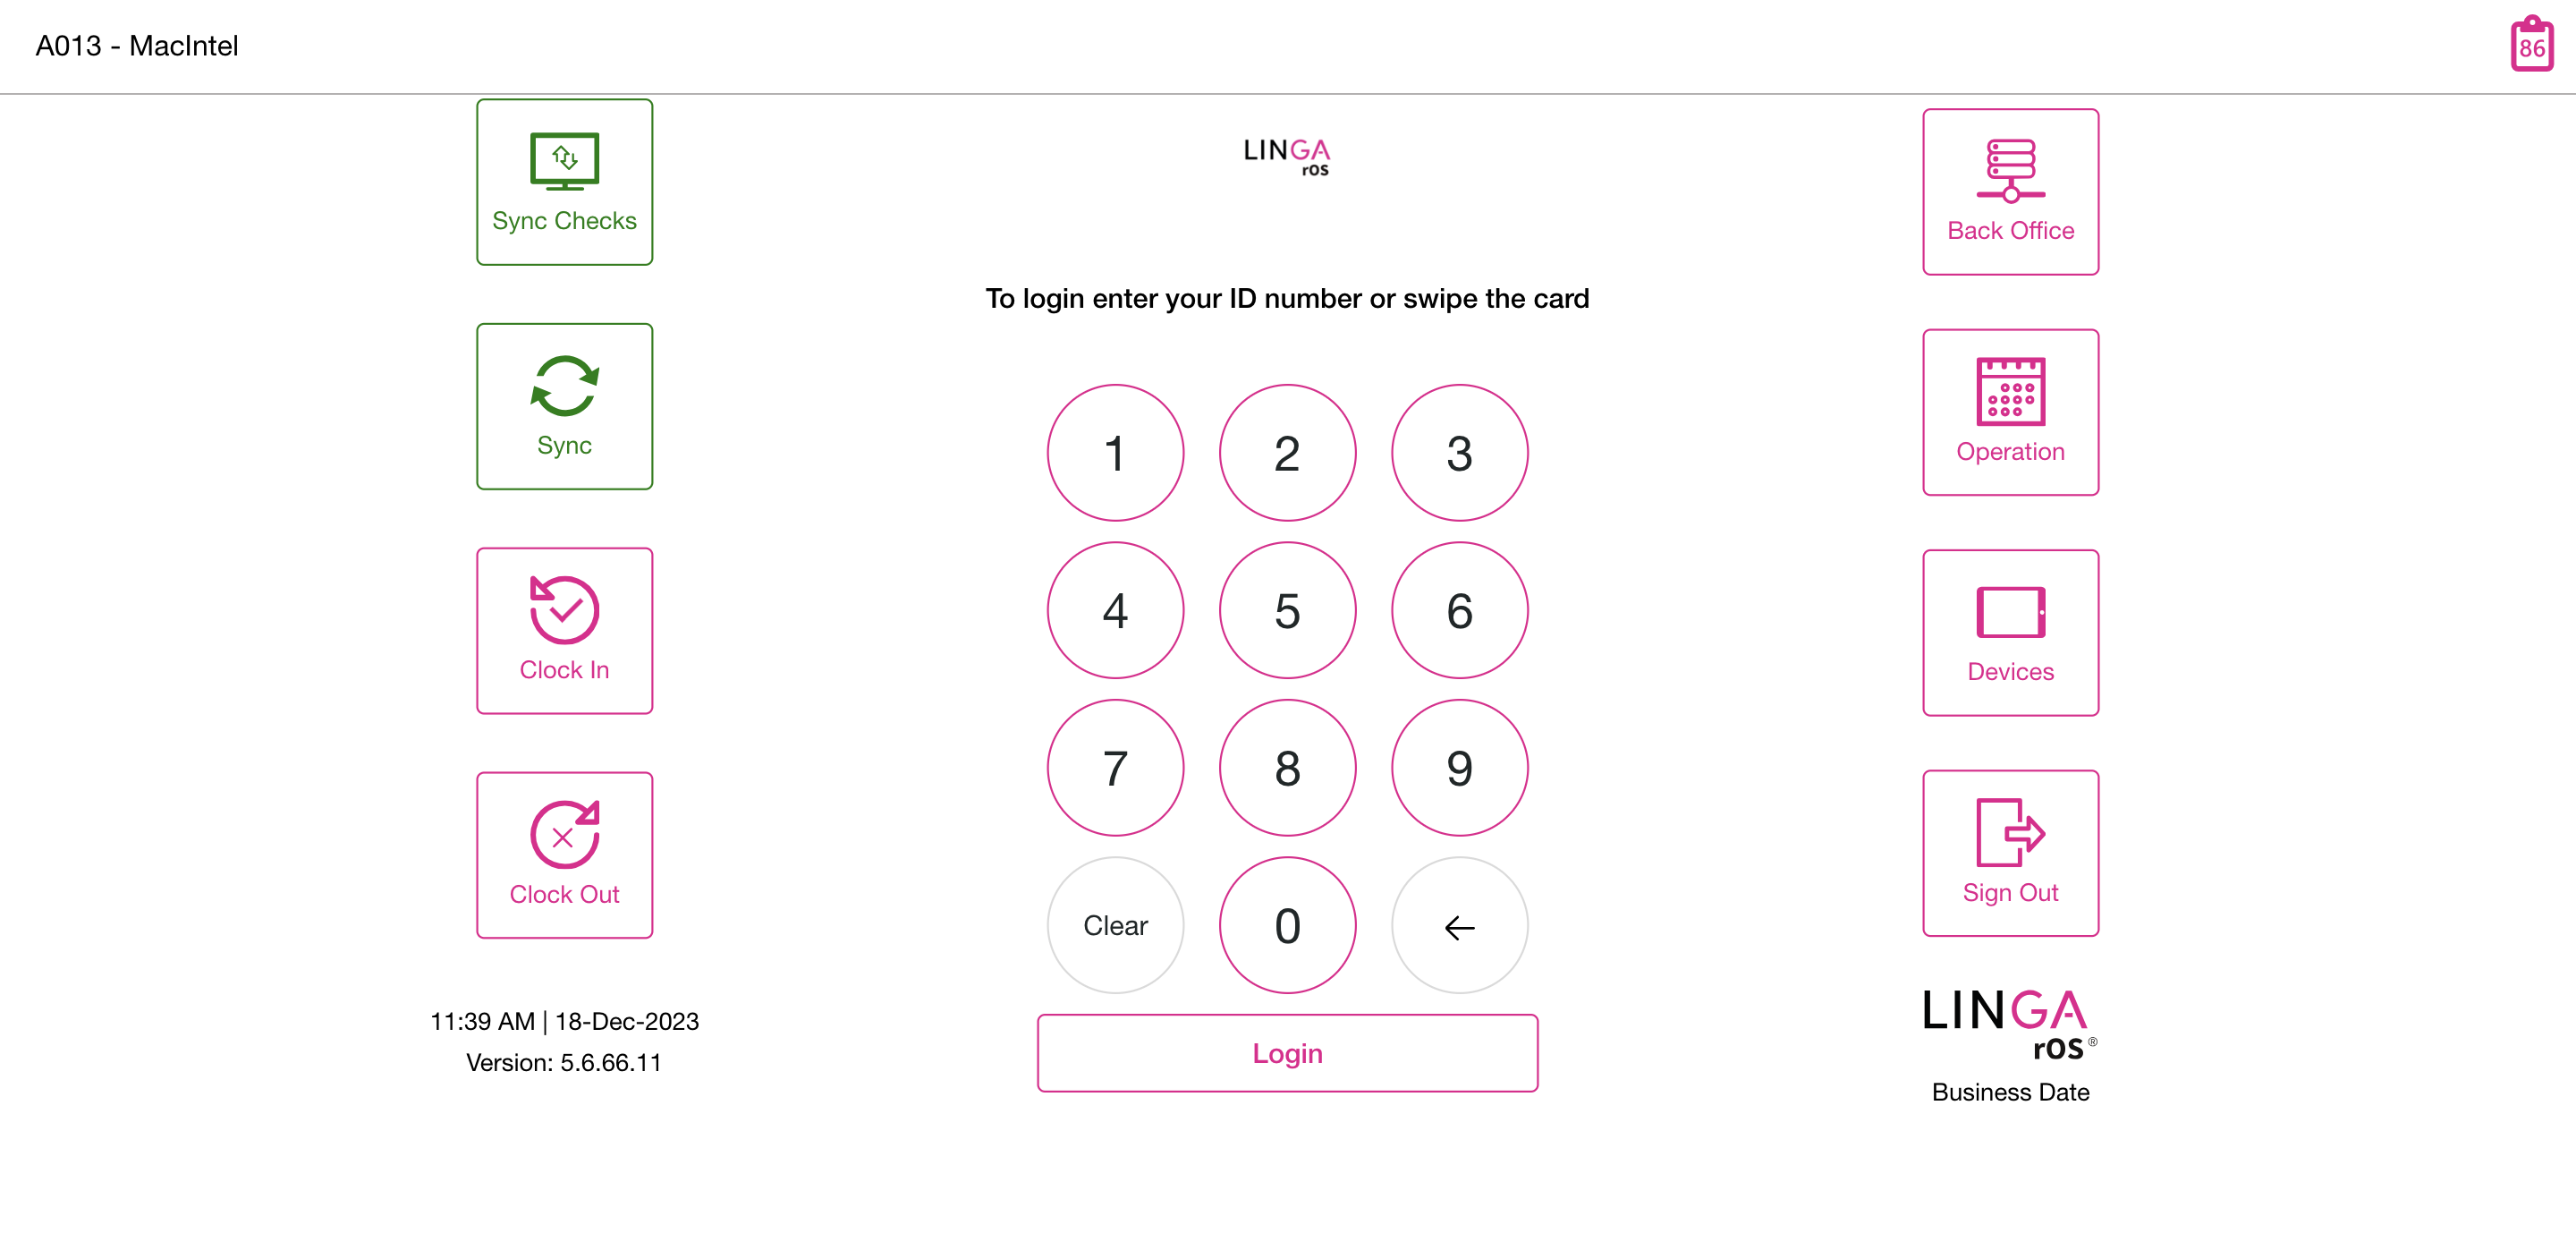 A013 - MacIntel
86
Sync Checks
Sync
Clock In
Clock Out
11:39 AM | 18-Dec-2023
Version: 5.6.66.11
LINGA
ros
To login enter your ID number or swipe the card
1 2 3
4 5 6
7 8 9
Clear 0 ←
Login
Back Office
Operation
Devices
Sign Out
LINGA
ros ®
Business Date